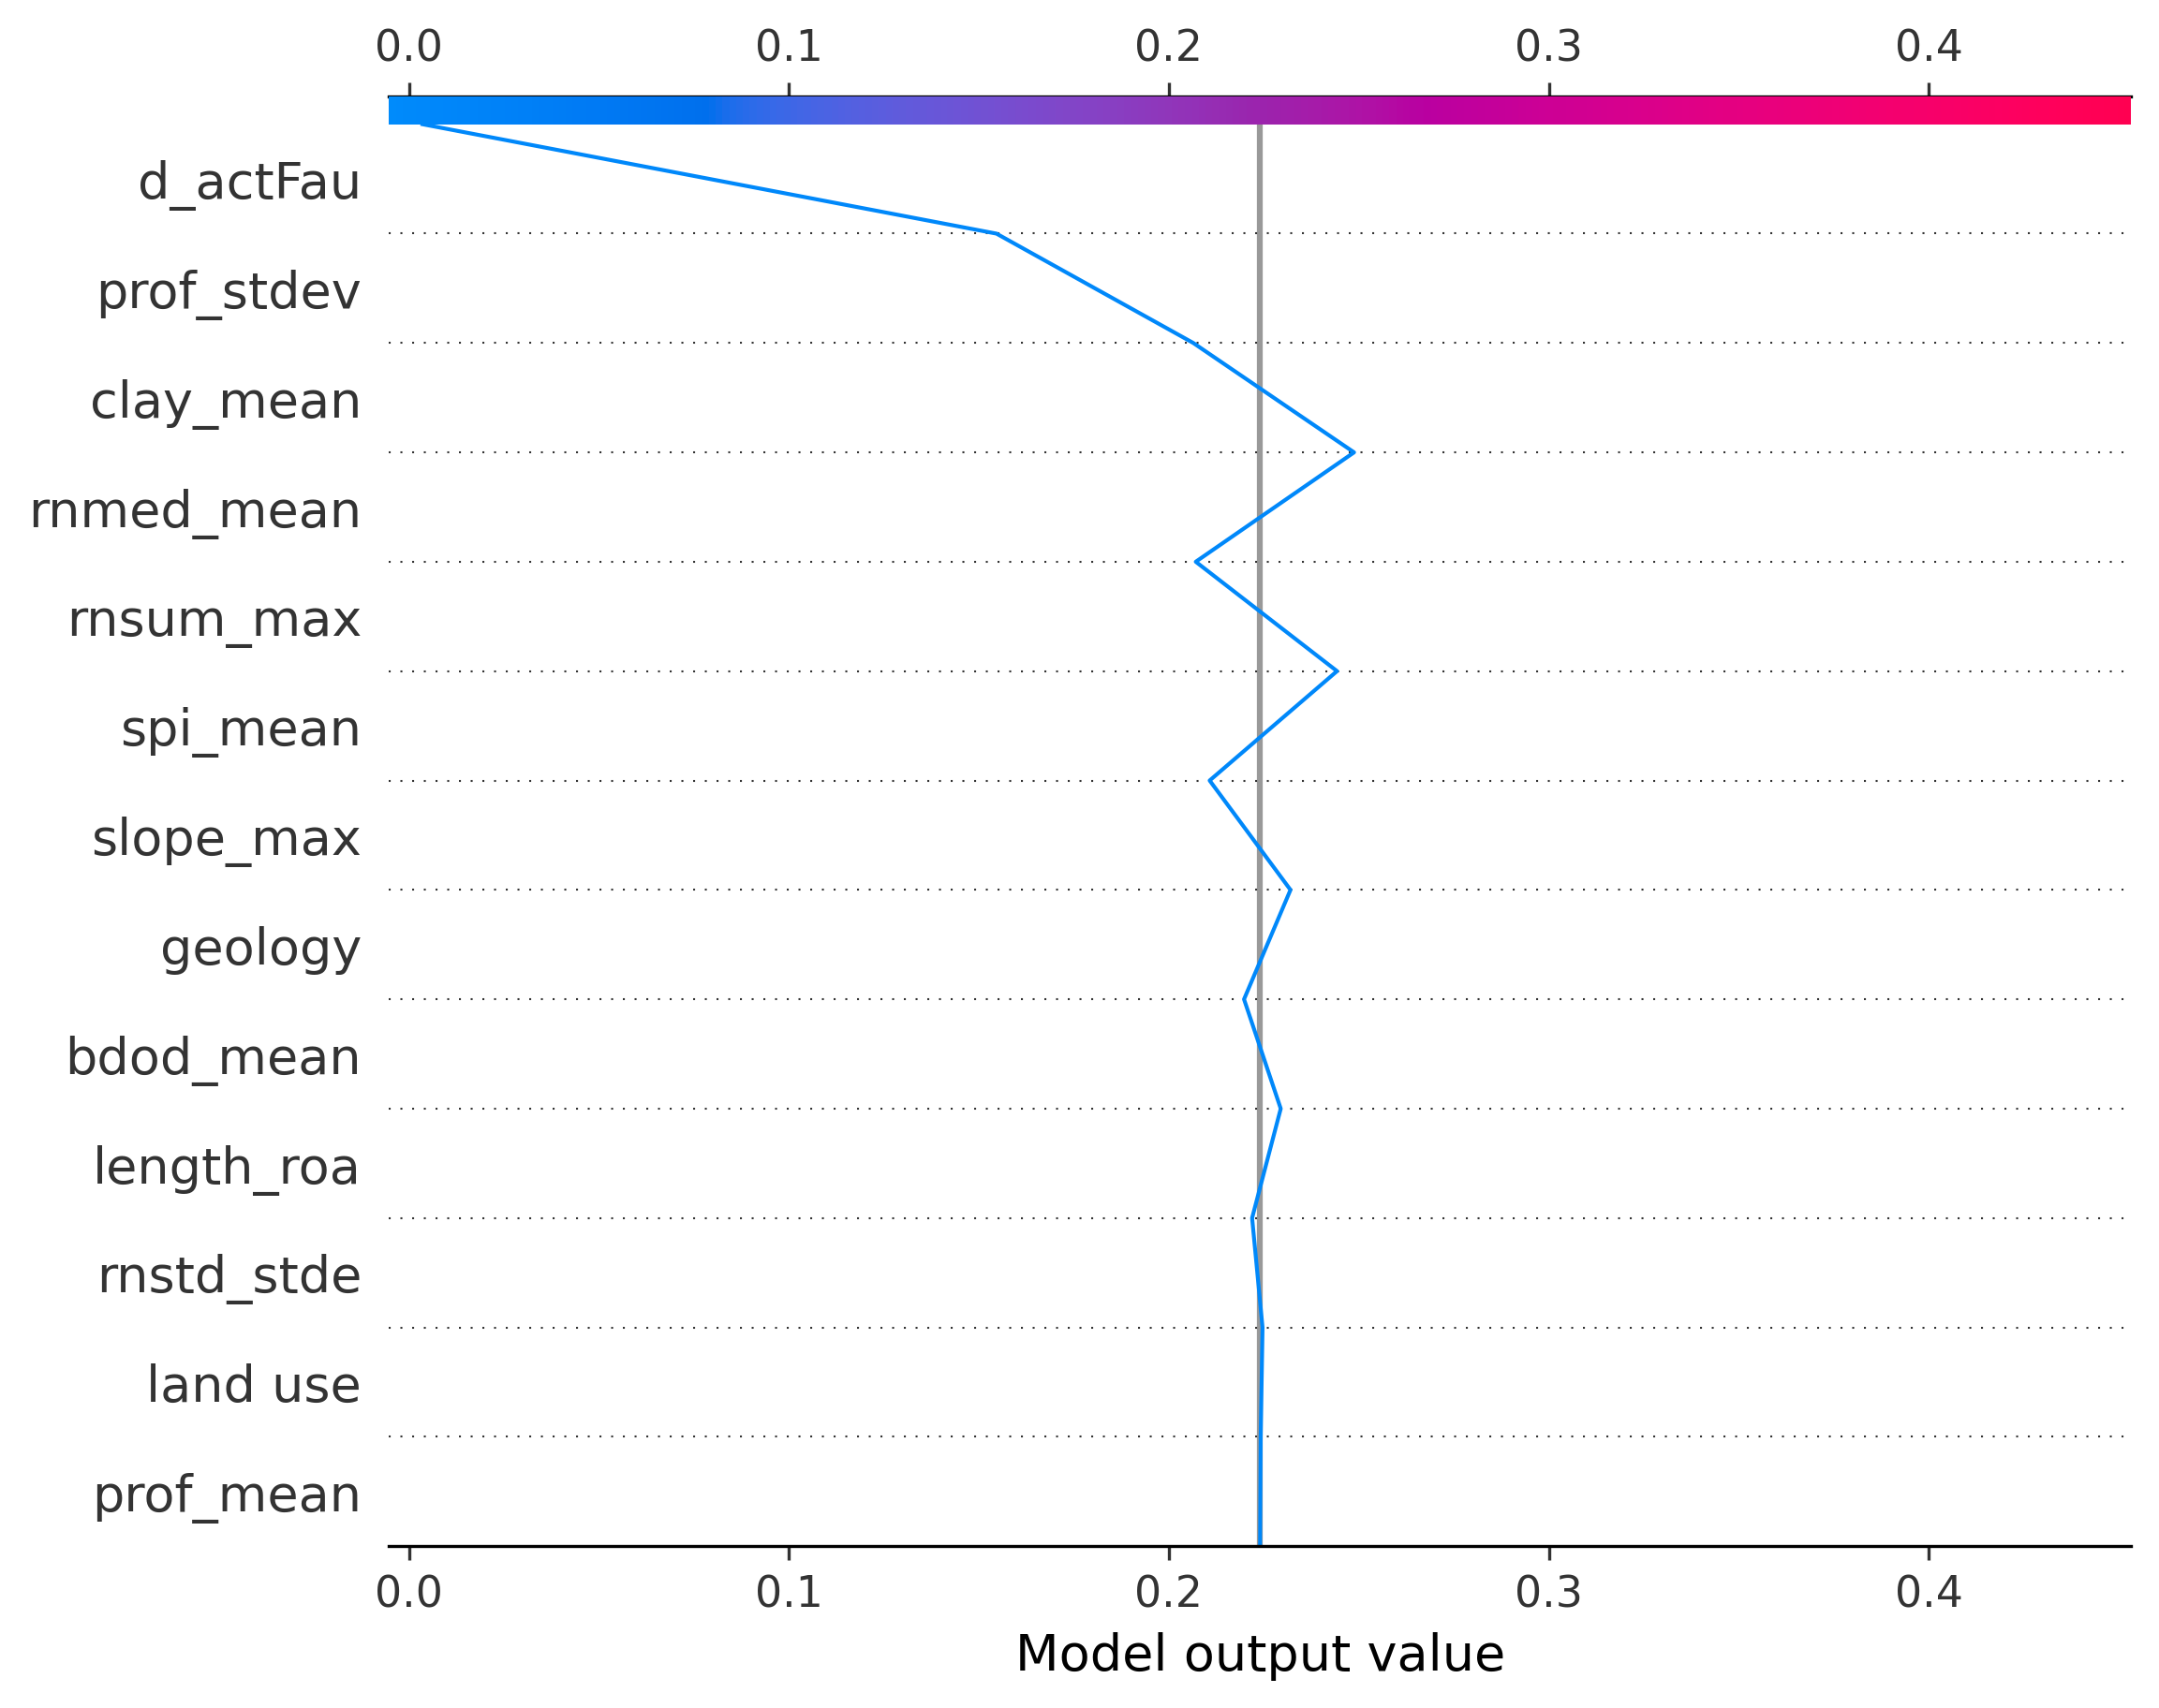 0.0 0.1 0.2 0.3 0.4
d_actFau
prof_stdev
clay_mean
rnmed_mean
rnsum_max
spi_mean
slope_max
geology
bdod_mean
length_roa
rnstd_stde
land use
prof_mean
0.0 0.1 0.2 0.3 0.4
Model output value